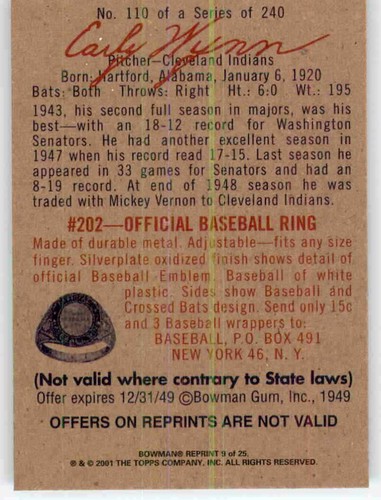 No. 110 of a Series of 240
Early Wynn
Pitcher—Cleveland Indians
Born: Hartford, Alabama, January 6, 1920
Bats: Both - Throws: Right Ht.: 6:0 Wt.: 195
1943, his second full season in majors, was his
best—with an 18-12 record for Washington
Senators. He had another excellent season in
1947 when his record read 17-15. Last season he
appeared in 33 games for Senators and had an
8-19 record. At end of 1948 season he was
traded with Mickey Vernon to Cleveland Indians.
#202—OFFICIAL BASEBALL RING
Made of durable metal. Adjustable—fits any size
finger. Silverplate oxidized finish shows detail of
official Baseball Emblem. Baseball of white
plastic. Sides show Baseball and
Crossed Bats design. Send only 15c
and 3 Baseball wrappers to:
BASEBALL, P.O. BOX 491
NEW YORK 46, N. Y.
(Not valid where contrary to State laws)
Offer expires 12/31/49 ©Bowman Gum, Inc., 1949
OFFERS ON REPRINTS ARE NOT VALID
BOWMAN® REPRINT 9 of 25.
® & © 2001 THE TOPPS COMPANY, INC. ALL RIGHTS RESERVED.